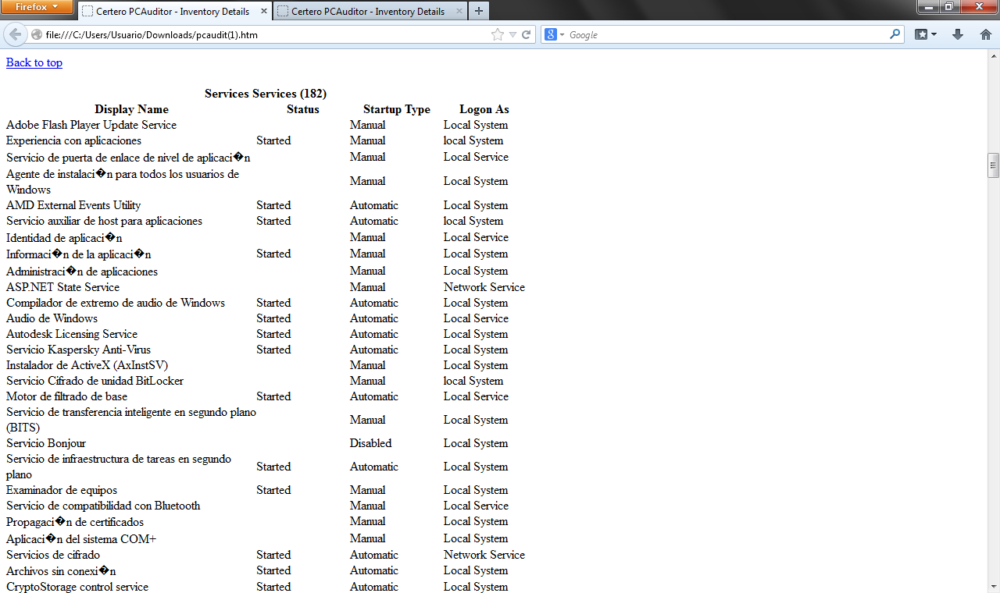 Firefox
Certero PCAuditor - Inventory Details
Certero PCAuditor - Inventory Details
file:///C:/Users/Usuario/Downloads/pcaudit(1).htm
Google
Back to top
Services Services (182)
Display Name Status Startup Type Logon As
Adobe Flash Player Update Service Manual Local System
Experiencia con aplicaciones Started Manual local System
Servicio de puerta de enlace de nivel de aplicaci�n Manual Local Service
Agente de instalaci�n para todos los usuarios de
Windows Manual Local System
AMD External Events Utility Started Automatic Local System
Servicio auxiliar de host para aplicaciones Started Automatic local System
Identidad de aplicaci�n Manual Local Service
Informaci�n de la aplicaci�n Started Manual Local System
Administraci�n de aplicaciones Manual Local System
ASP.NET State Service Manual Network Service
Compilador de extremo de audio de Windows Started Automatic Local System
Audio de Windows Started Automatic Local Service
Autodesk Licensing Service Started Automatic Local System
Servicio Kaspersky Anti-Virus Started Automatic Local System
Instalador de ActiveX (AxInstSV) Manual Local System
Servicio Cifrado de unidad BitLocker Manual local System
Motor de filtrado de base Started Automatic Local Service
Servicio de transferencia inteligente en segundo plano
(BITS) Manual Local System
Servicio Bonjour Disabled Local System
Servicio de infraestructura de tareas en segundo
plano Started Automatic Local System
Examinador de equipos Started Manual Local System
Servicio de compatibilidad con Bluetooth Manual Local Service
Propagaci�n de certificados Manual Local System
Aplicaci�n del sistema COM+ Manual Local System
Servicios de cifrado Started Automatic Network Service
Archivos sin conexi�n Started Automatic Local System
CryptoStorage control service Started Automatic Local System